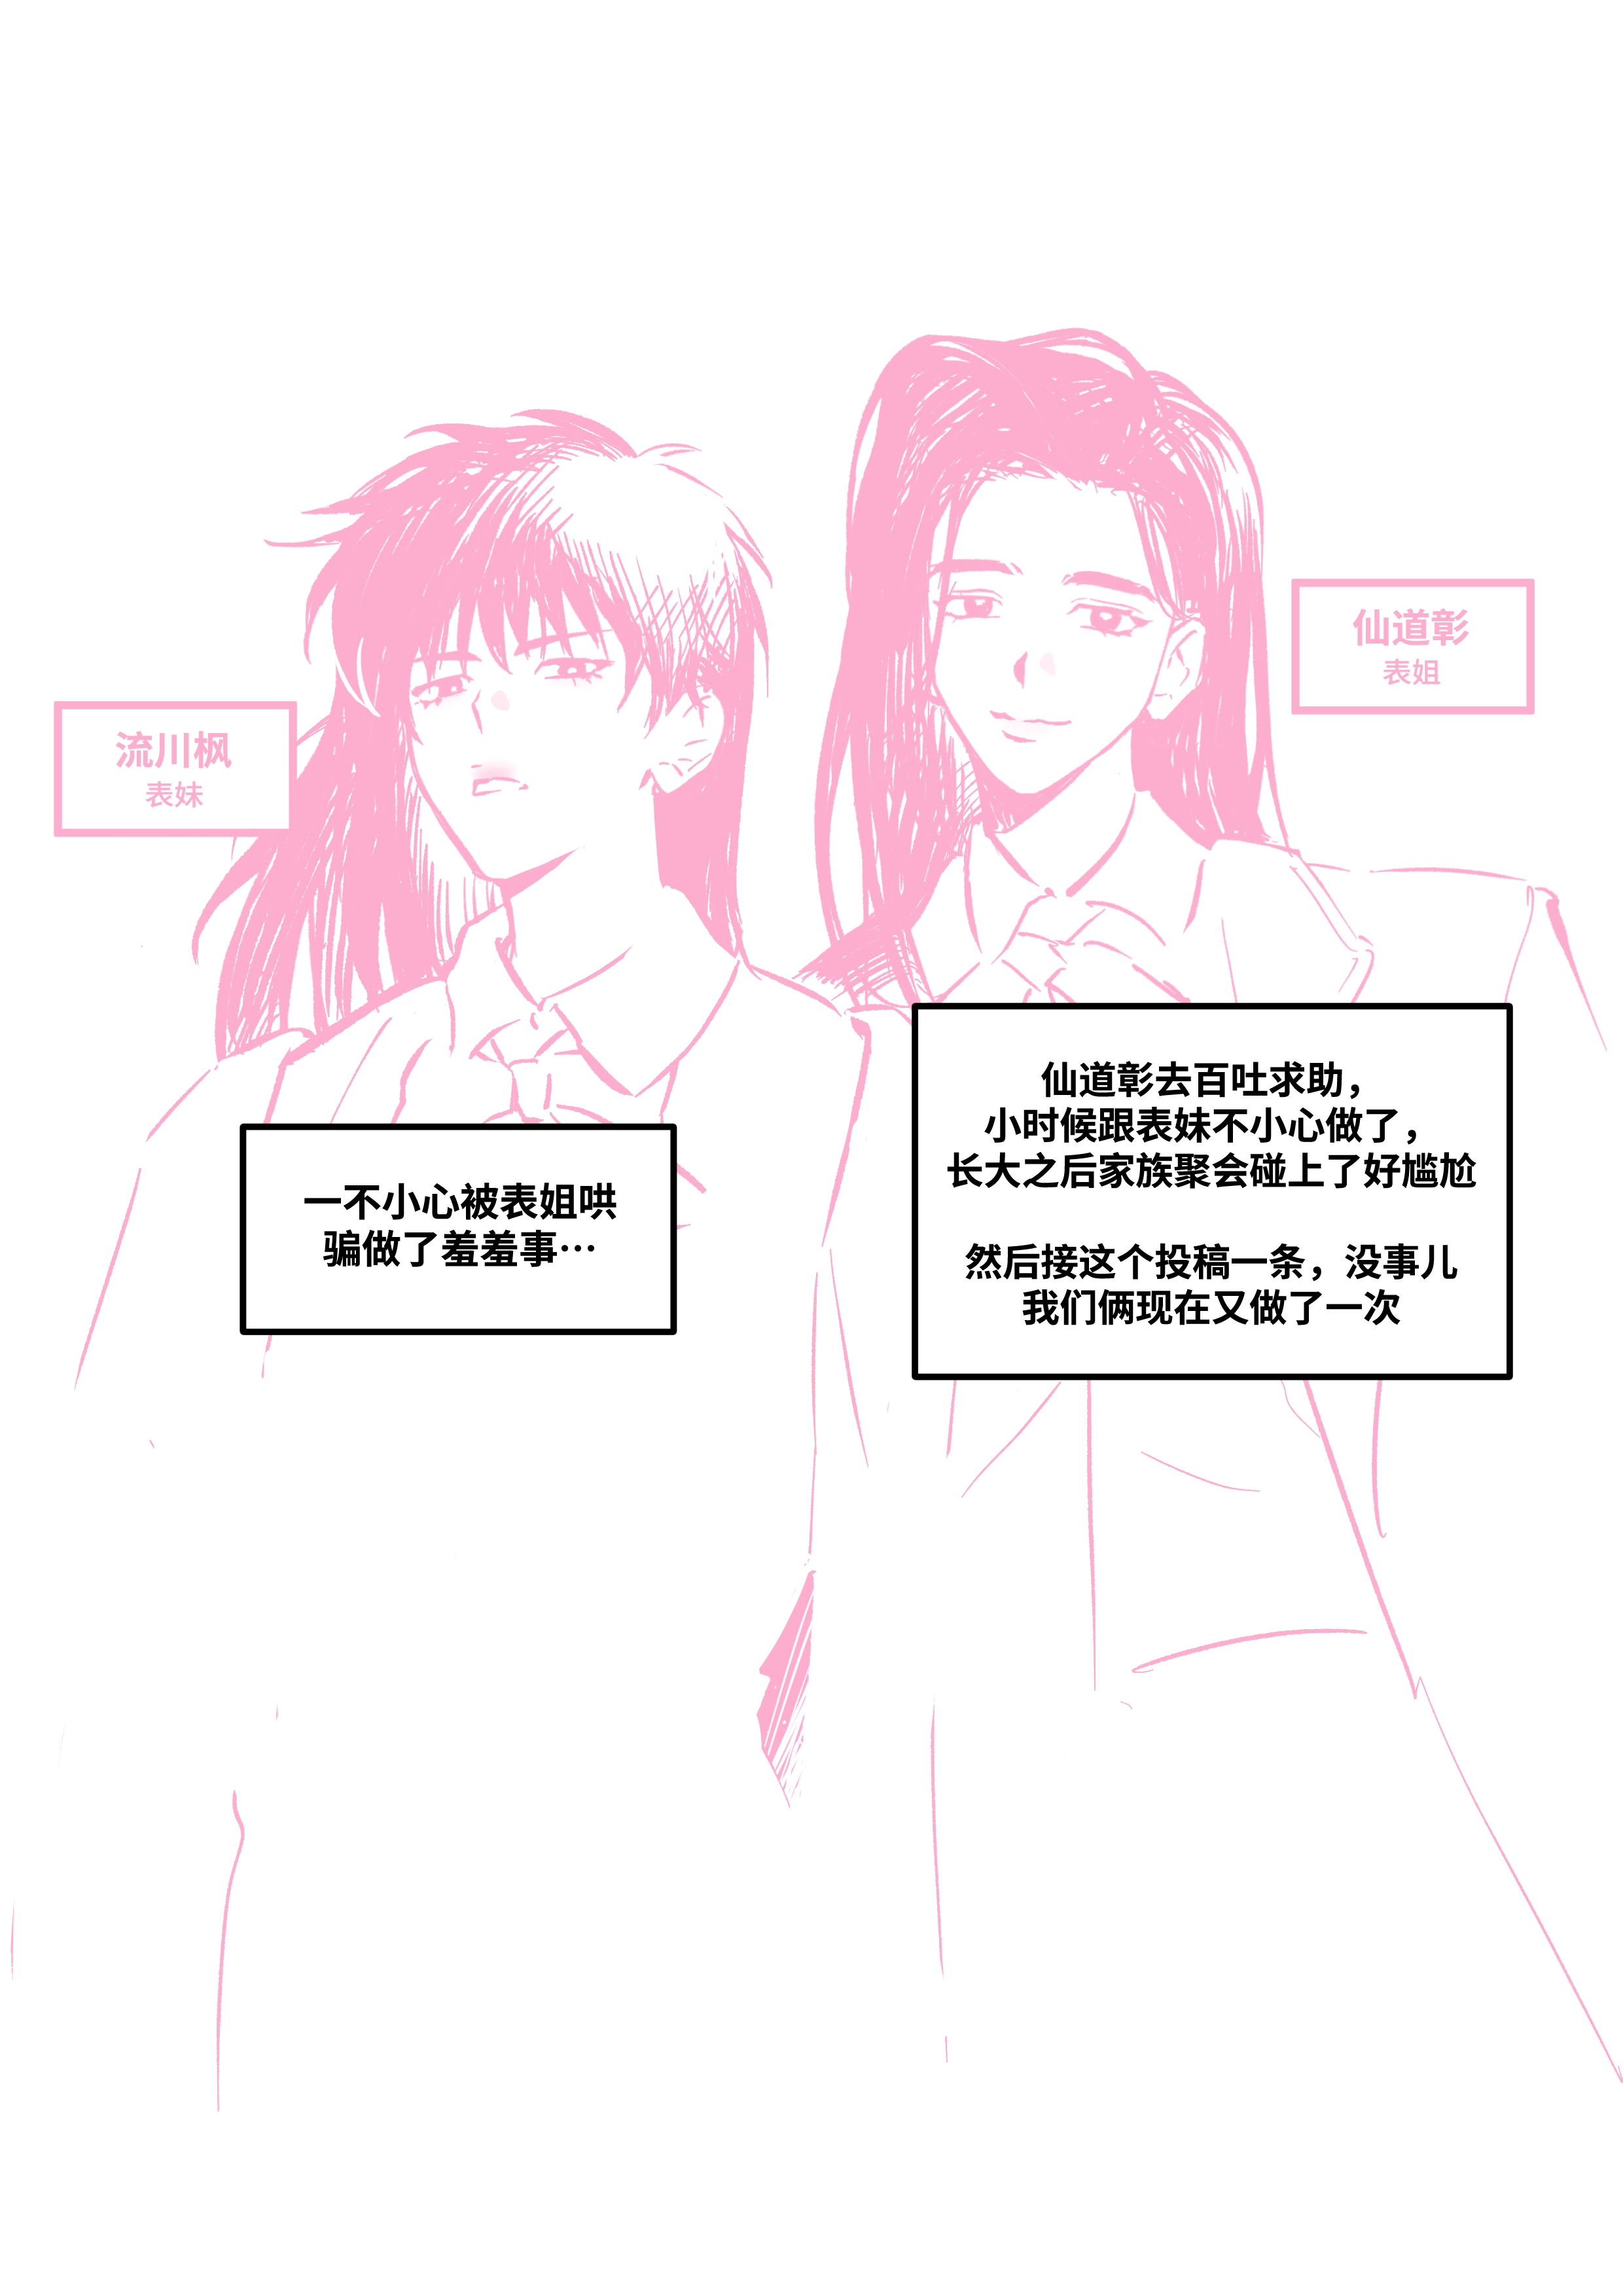 仙道彰
表姐
流川枫
表妹
仙道彰去百吐求助，
小时候跟表妹不小心做了，
长大之后家族聚会碰上了好尴尬
然后接这个投稿一条，没事儿
我们俩现在又做了一次
一不小心被表姐哄
骗做了羞羞事…